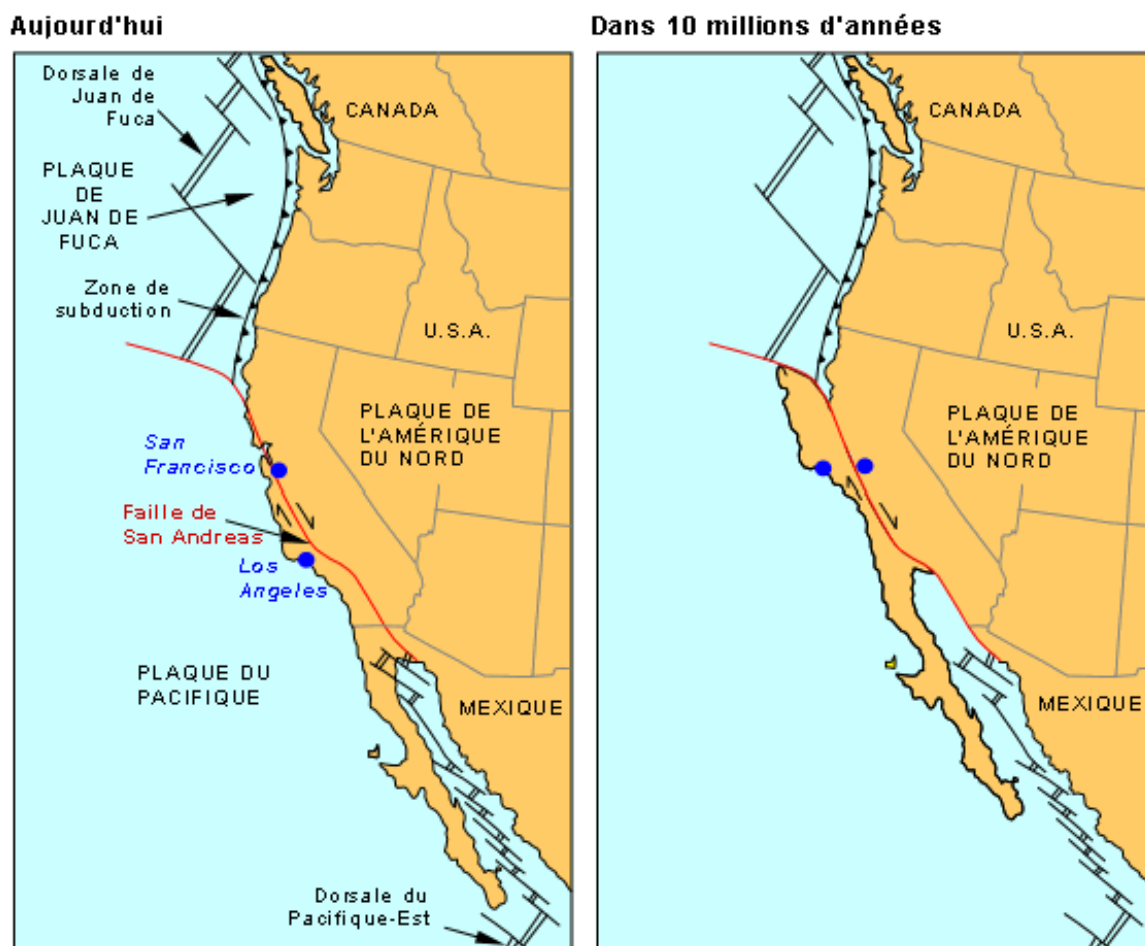 Aujourd'hui
Dorsale de
Juan de
Fuca
PLAQUE
DE
JUAN DE
FUCA
Zone de
subduction
CANADA
U.S.A.
PLAQUE DE
L'AMÉRIQUE
DU NORD
San
Francisco
Faille de
San Andreas
Los
Angeles
PLAQUE DU
PACIFIQUE
MEXIQUE
Dorsale du
Pacifique-Est
Dans 10 millions d'années
CANADA
U.S.A.
PLAQUE DE
L'AMÉRIQUE
DU NORD
MEXIQUE